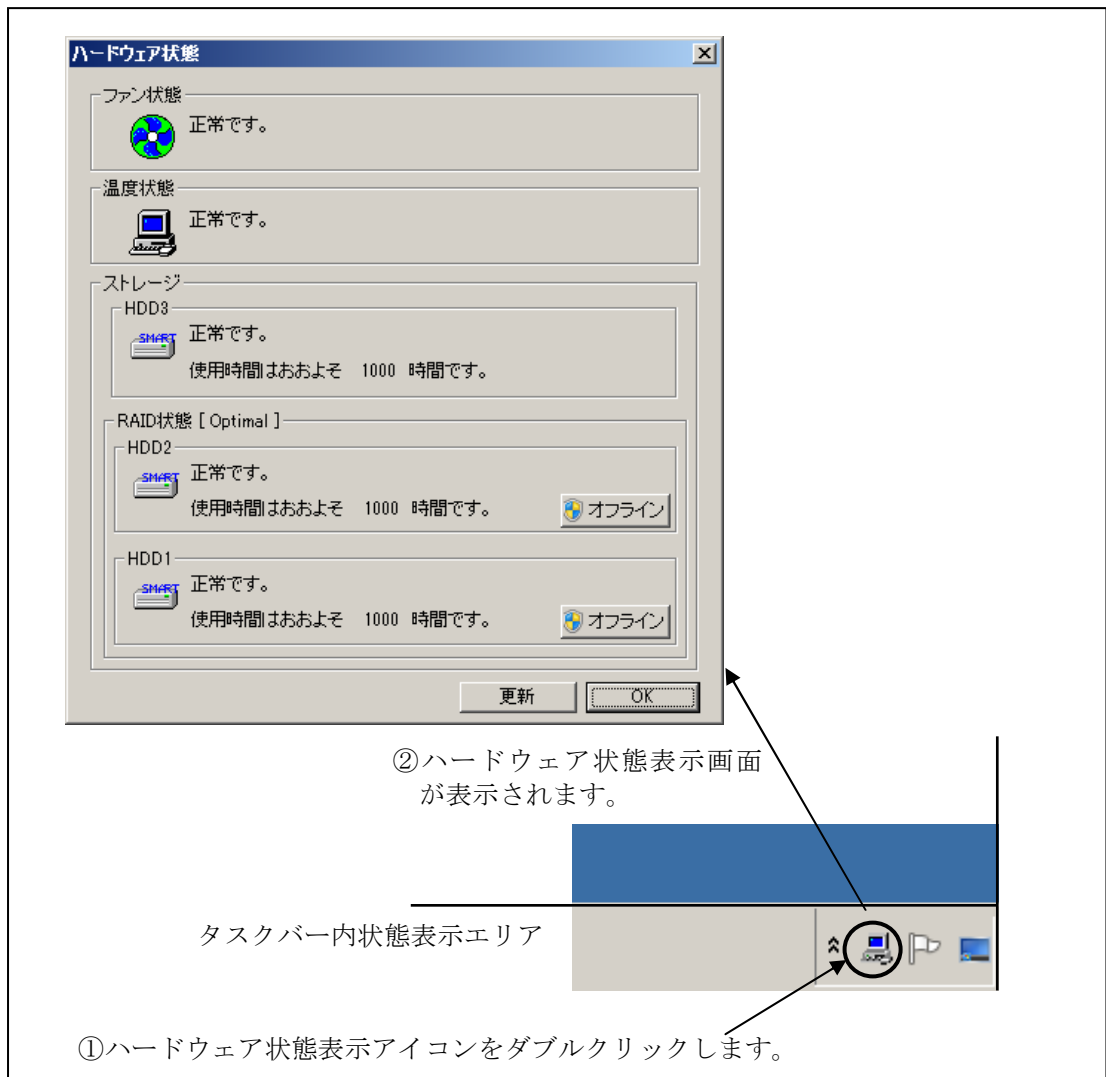 ハードウェア状態
ファン状態
正常です。
温度状態
正常です。
ストレージ
HDD3
SMART
正常です。
使用時間はおおよそ 1000 時間です。
RAID状態 [ Optimal ]
HDD2
SMART
正常です。
使用時間はおおよそ 1000 時間です。
オフライン
HDD1
SMART
正常です。
使用時間はおおよそ 1000 時間です。
オフライン
更新
OK
②ハードウェア状態表示画面
が表示されます。
タスクバー内状態表示エリア
①ハードウェア状態表示アイコンをダブルクリックします。